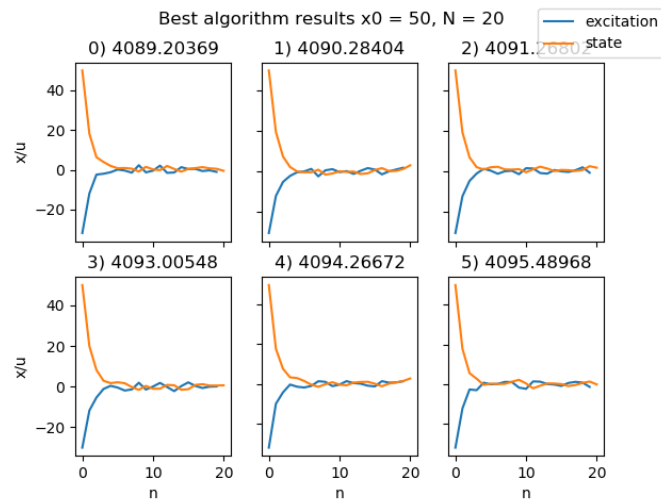 Best algorithm results x0 = 50, N = 20
excitation
state
0) 4089.20369
1) 4090.28404
2) 4091.26802
x/u
40
20
0
−20
3) 4093.00548
4) 4094.26672
5) 4095.48968
x/u
40
20
0
−20
0 10 20
0 10 20
0 10 20
n
n
n